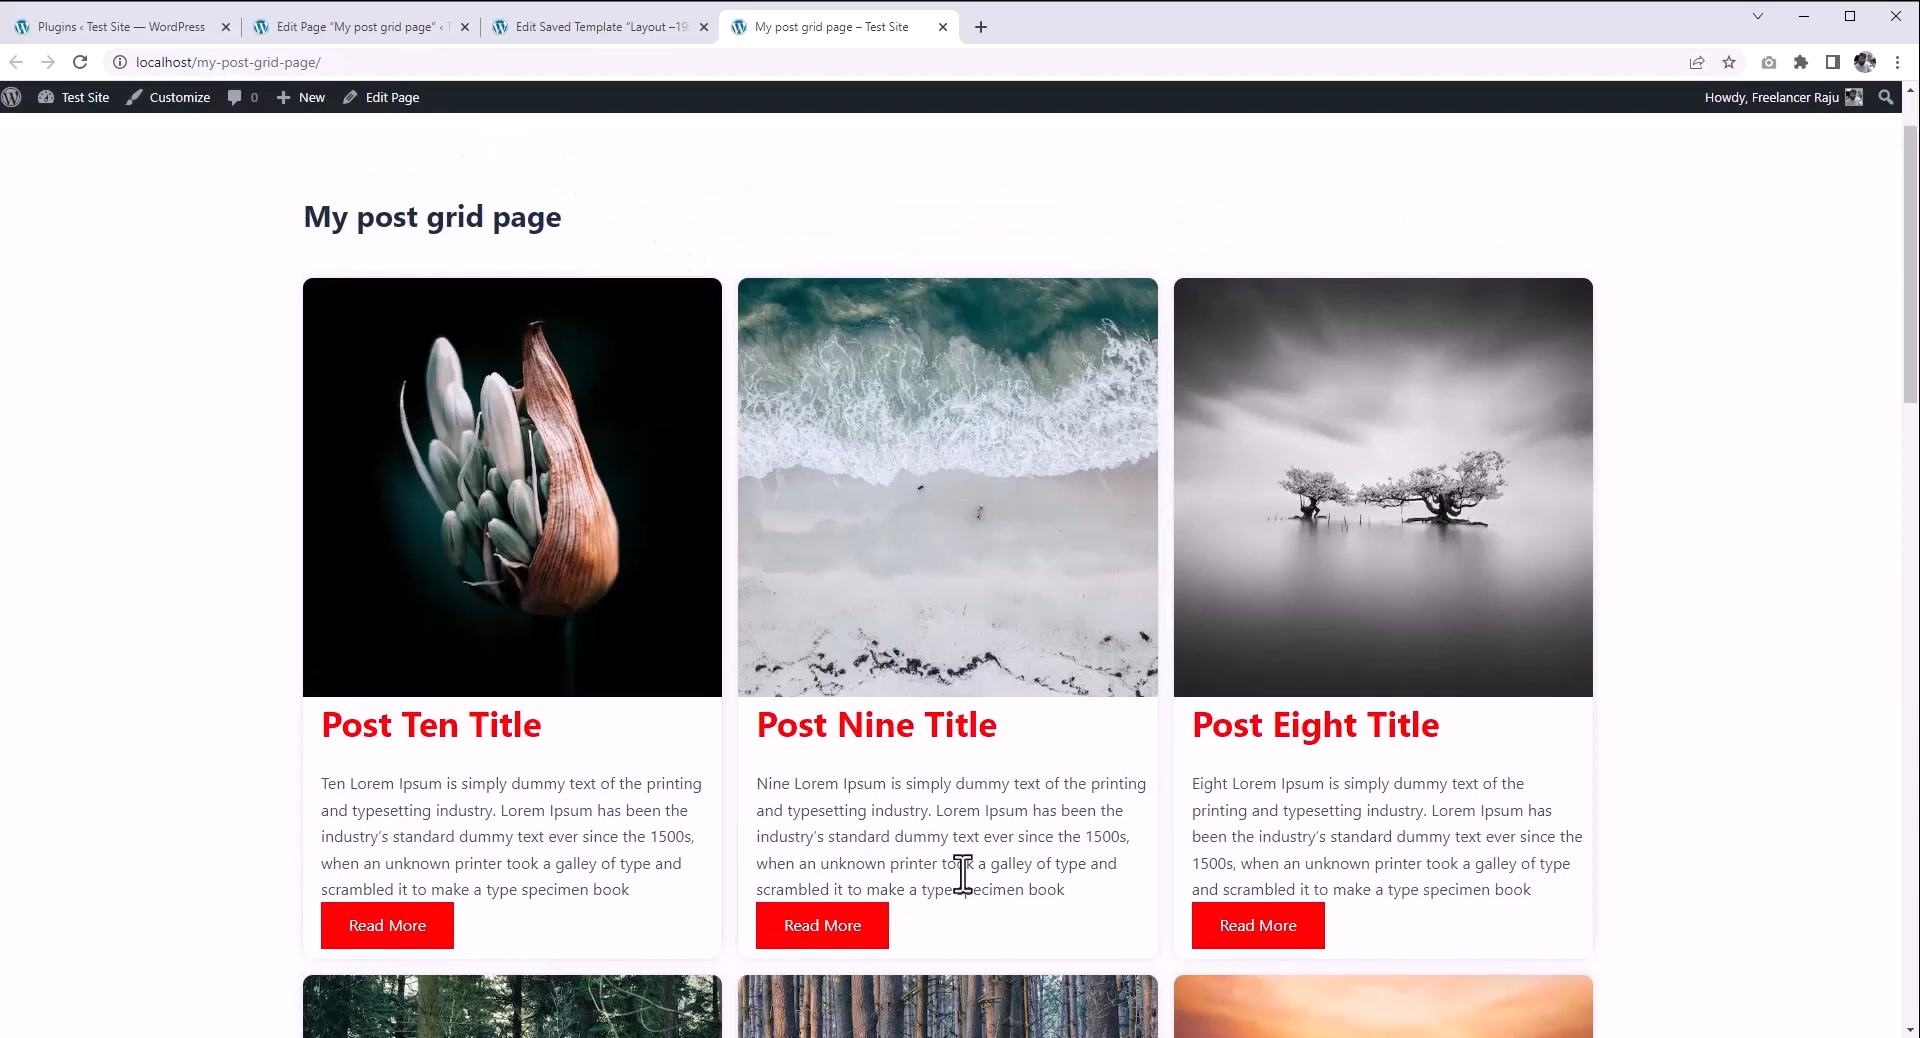 Plugins ‹ Test Site — WordPress
Edit Page “My post grid page” ‹ T
Edit Saved Template “Layout –195
My post grid page – Test Site
localhost/my-post-grid-page/
Test Site
Customize
0
New
Edit Page
Howdy, Freelancer Raju
My post grid page
Post Ten Title
Ten Lorem Ipsum is simply dummy text of the printing
and typesetting industry. Lorem Ipsum has been the
industry’s standard dummy text ever since the 1500s,
when an unknown printer took a galley of type and
scrambled it to make a type specimen book
Read More
Post Nine Title
Nine Lorem Ipsum is simply dummy text of the printing
and typesetting industry. Lorem Ipsum has been the
industry’s standard dummy text ever since the 1500s,
when an unknown printer took a galley of type and
scrambled it to make a type specimen book
Read More
Post Eight Title
Eight Lorem Ipsum is simply dummy text of the
printing and typesetting industry. Lorem Ipsum has
been the industry’s standard dummy text ever since the
1500s, when an unknown printer took a galley of type
and scrambled it to make a type specimen book
Read More